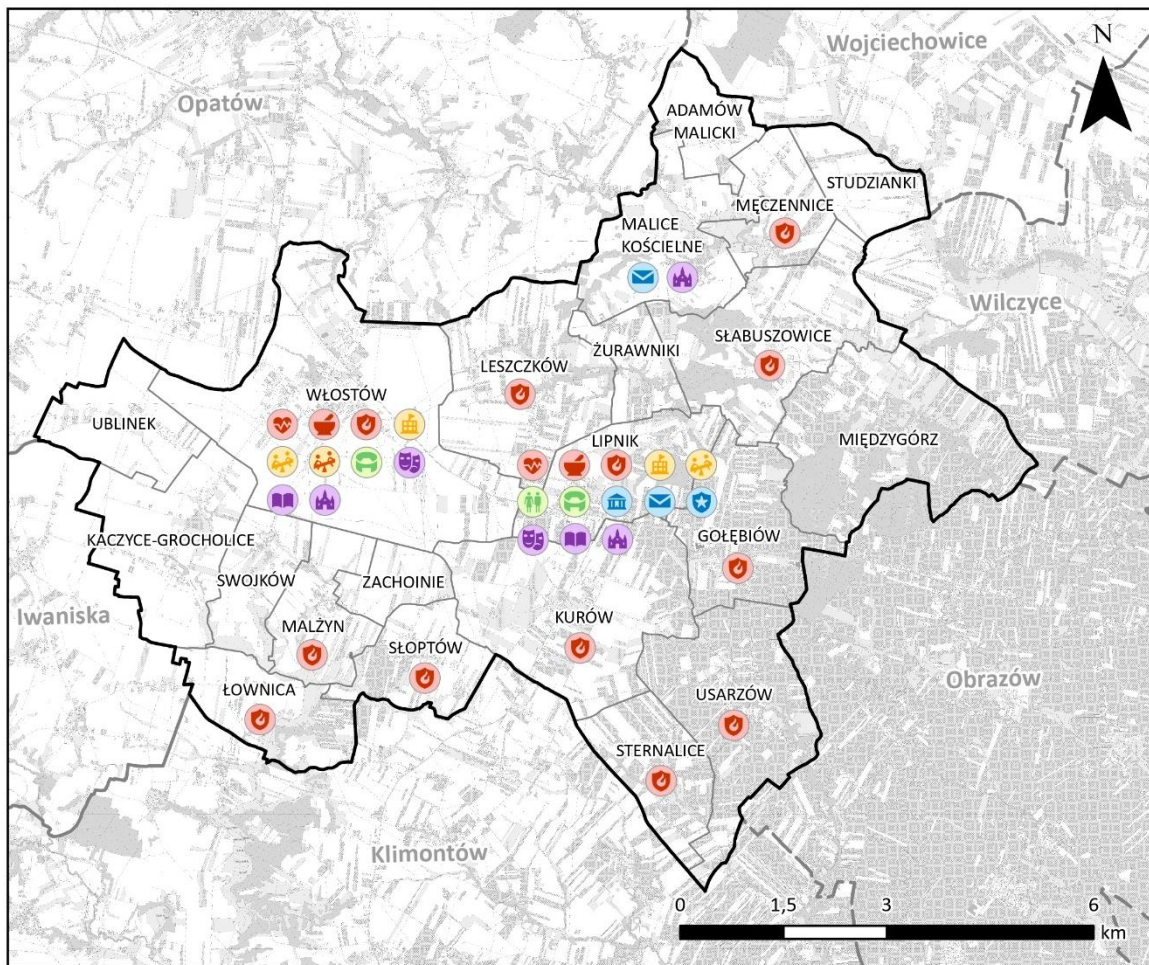 Wojciechowice
N
Opatów
ADAMÓW
MALICKI
STUDZIANKI
MĘCZENNICE
MALICE
KOŚCIELNE
Wilczyce
SŁABUSZOWICE
ŻURAWNIKI
LESZCZKÓW
WŁOSTÓW
UBLINEK
LIPNIK
MIĘDZYGÓRZ
KACZYCE-GROCHOLICE
GOŁĘBIÓW
SWOJKÓW
ZACHOINIE
Iwaniska
KURÓW
MALŻYN
SŁOPTÓW
Obrazów
ŁOWNICA
USARZÓW
STERNALICE
Klimontów
0 1,5 3 6
km